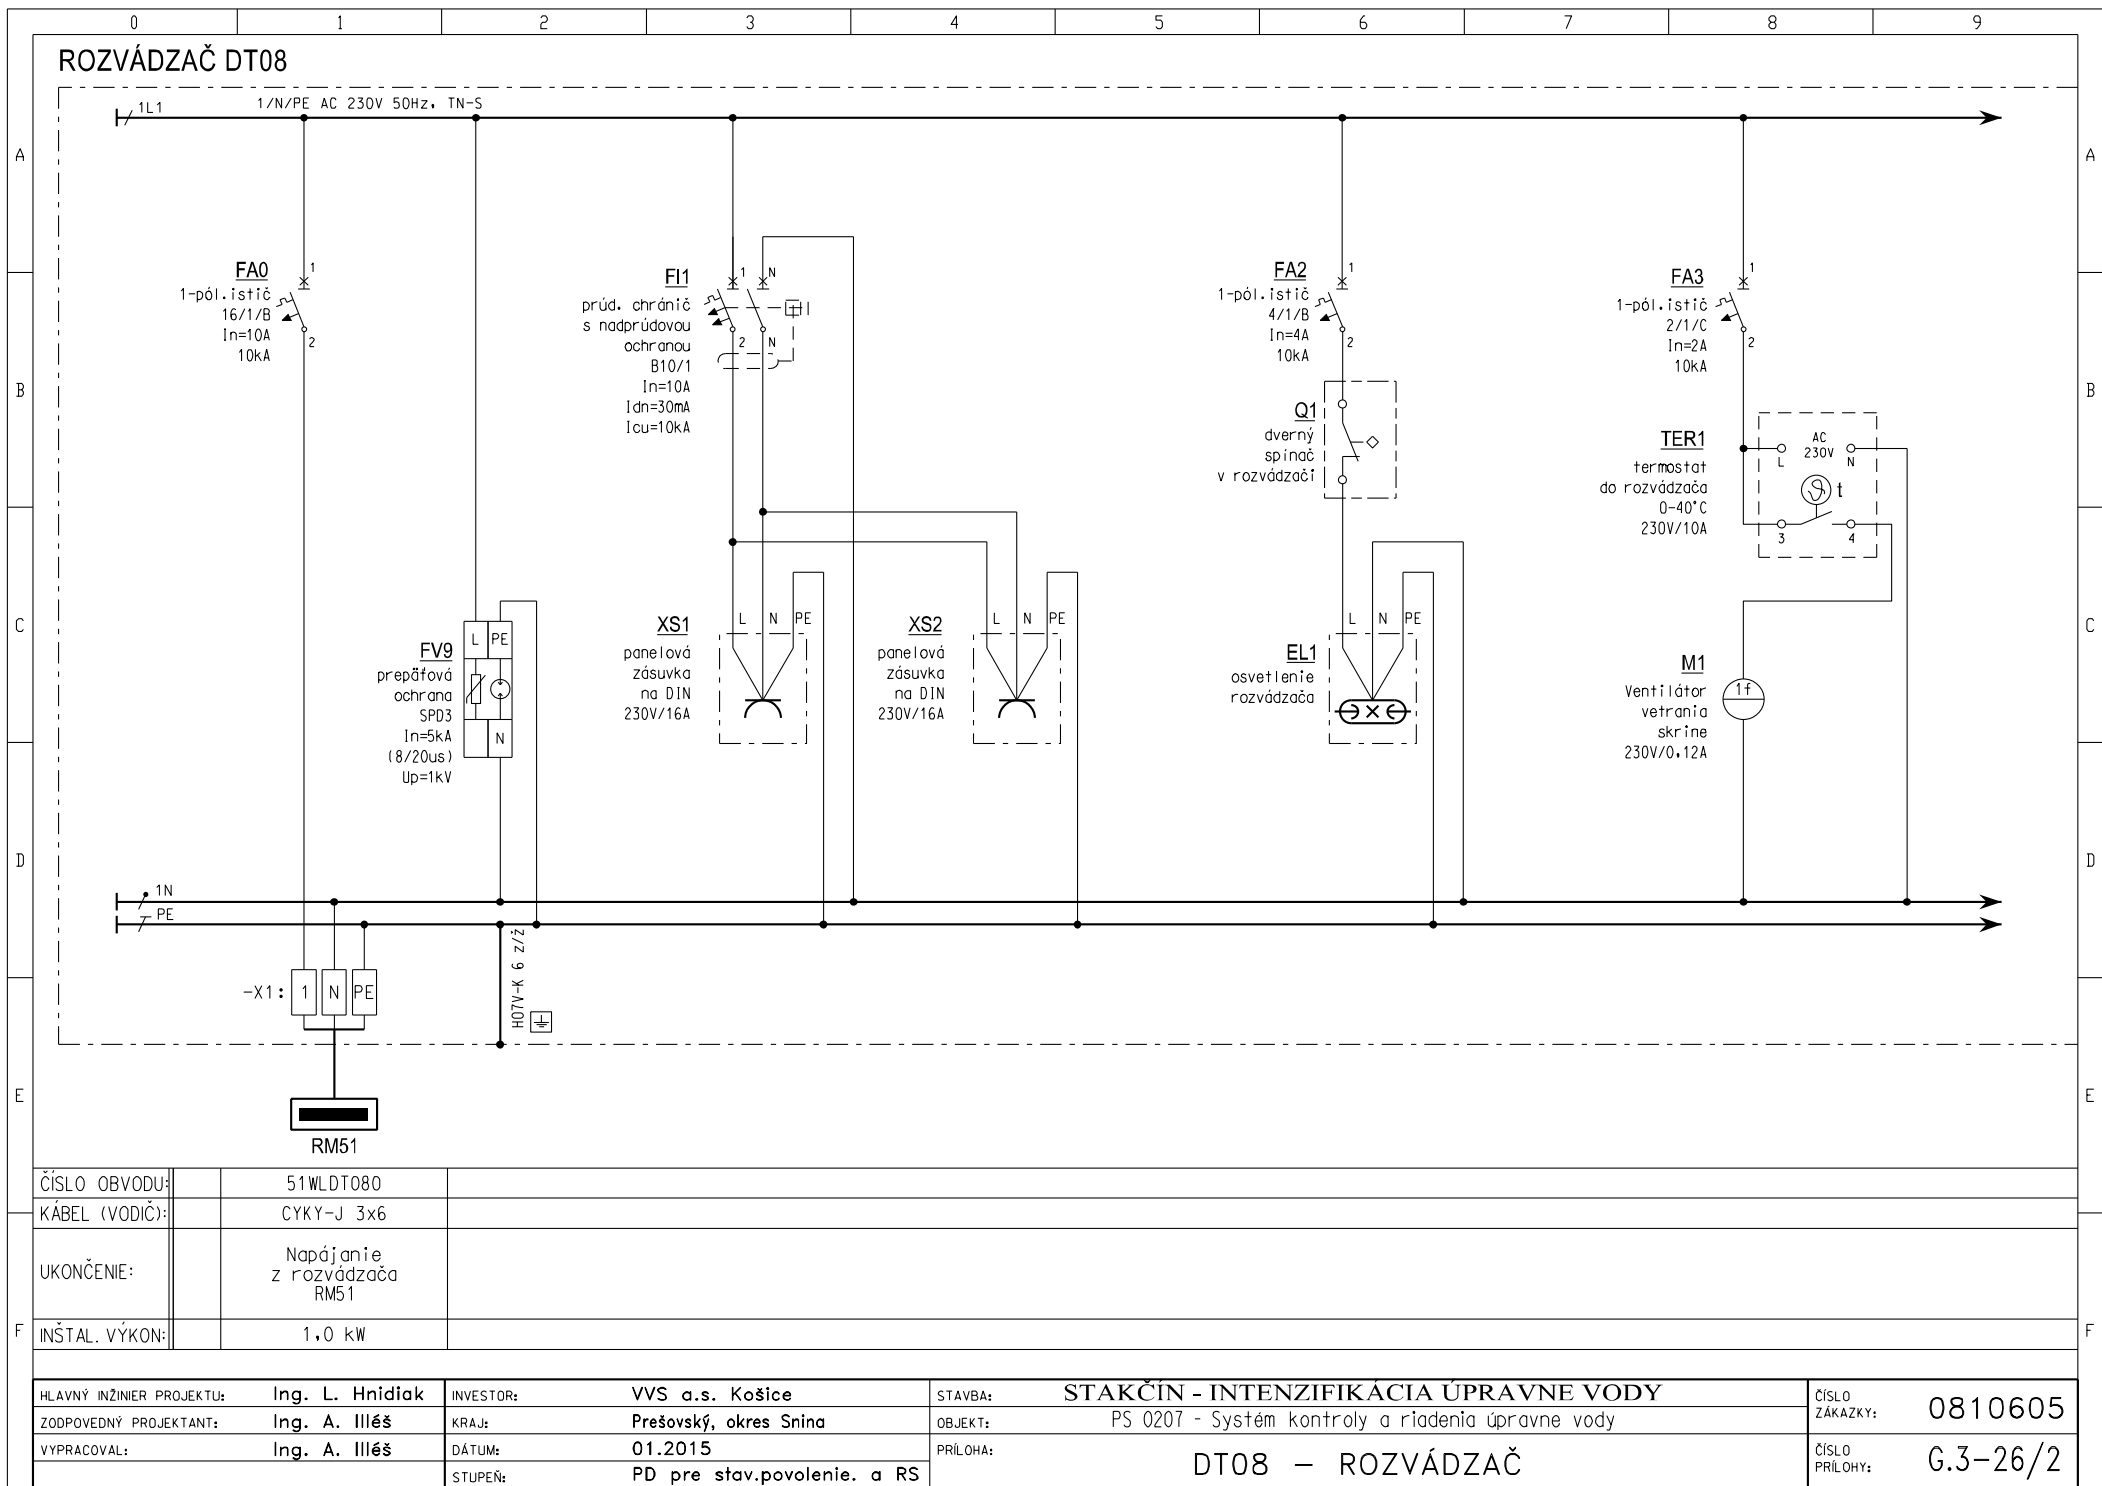 0 1 2 3 4 5 6 7 8 9
ROZVÁDZAČ DT08
1L1
1/N/PE AC 230V 50Hz, TN-S
A
A
FA0
1-pól.istič
16/1/B
In=10A
10kA
1
2
FI1
prúd. chránič
s nadprúdovou
ochranou
B10/1
In=10A
Idn=30mA
Icu=10kA
1 N
2 N
FA2
1-pól.istič
4/1/B
In=4A
10kA
1
2
FA3
1-pól.istič
2/1/C
In=2A
10kA
1
2
B
B
Q1
dverný
spínač
v rozvádzači
TER1
termostat
do rozvádzača
0-40°C
230V/10A
AC
230V
L N
t
3 4
C
C
FV9
prepäťová
ochrana
SPD3
In=5kA
(8/20us)
Up=1kV
L PE
N
XS1
panelová
zásuvka
na DIN
230V/16A
L N PE
XS2
panelová
zásuvka
na DIN
230V/16A
L N PE
EL1
osvetlenie
rozvádzača
L N PE
M1
Ventilátor
vetrania
skrine
230V/0,12A
1f
D
D
1N
PE
-X1: 1 N PE
H07V-K 6 z/ž
E
E
RM51
ČÍSLO OBVODU: 51WLDT080
KÁBEL (VODIČ): CYKY-J 3x6
UKONČENIE:
Napájanie
z rozvádzača
RM51
F
F
INŠTAL. VÝKON: 1,0 kW
HLAVNÝ INŽINIER PROJEKTU: Ing. L. Hnidiak
ZODPOVEDNÝ PROJEKTANT: Ing. A. Illéš
VYPRACOVAL: Ing. A. Illéš
INVESTOR: VVS a.s. Košice
KRAJ: Prešovský, okres Snina
DÁTUM: 01.2015
STUPEŇ: PD pre stav.povolenie. a RS
STAVBA: STAKČÍN - INTENZIFIKÁCIA ÚPRAVNE VODY
OBJEKT: PS 0207 - Systém kontroly a riadenia úpravne vody
PRÍLOHA: DT08 – ROZVÁDZAČ
ČÍSLO
ZÁKAZKY: 0810605
ČÍSLO
PRÍLOHY: G.3-26/2